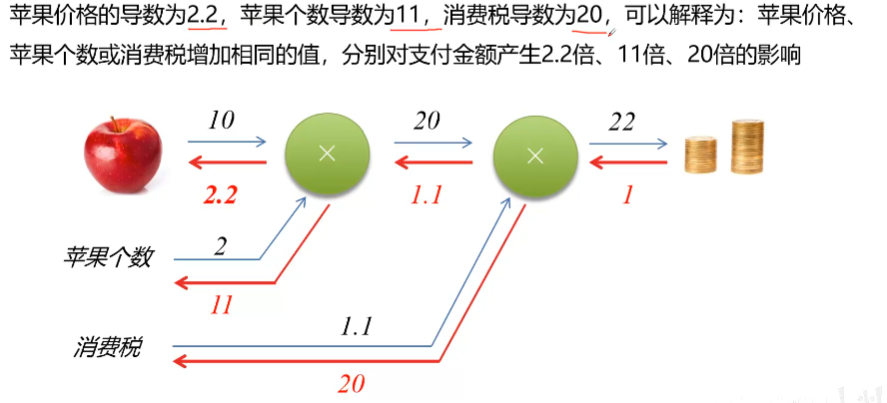 苹果价格的导数为2.2，苹果个数导数为11，消费税导数为20，可以解释为：苹果价格、
苹果个数或消费税增加相同的值，分别对支付金额产生2.2倍、11倍、20倍的影响
10 20 22
× ×
2.2 1.1 1
苹果个数 2
11
消费税 1.1
20